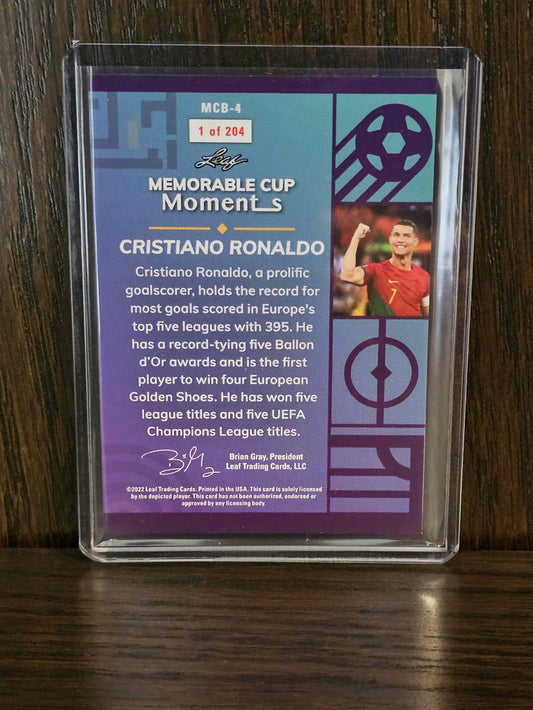 MCB-4
1 of 204
Leaf
MEMORABLE CUP
Moments
CRISTIANO RONALDO
Cristiano Ronaldo, a prolific
goalscorer, holds the record for
most goals scored in Europe's
top five leagues with 395. He
has a record-tying five Ballon
d'Or awards and is the first
player to win four European
Golden Shoes. He has won five
league titles and five UEFA
Champions League titles.
Brian Gray, President
Leaf Trading Cards, LLC
©2022 Leaf Trading Cards. Printed in the USA. This card is solely licensed
by the depicted player. This card has not been authorized, endorsed or
approved by any licensing body.
7